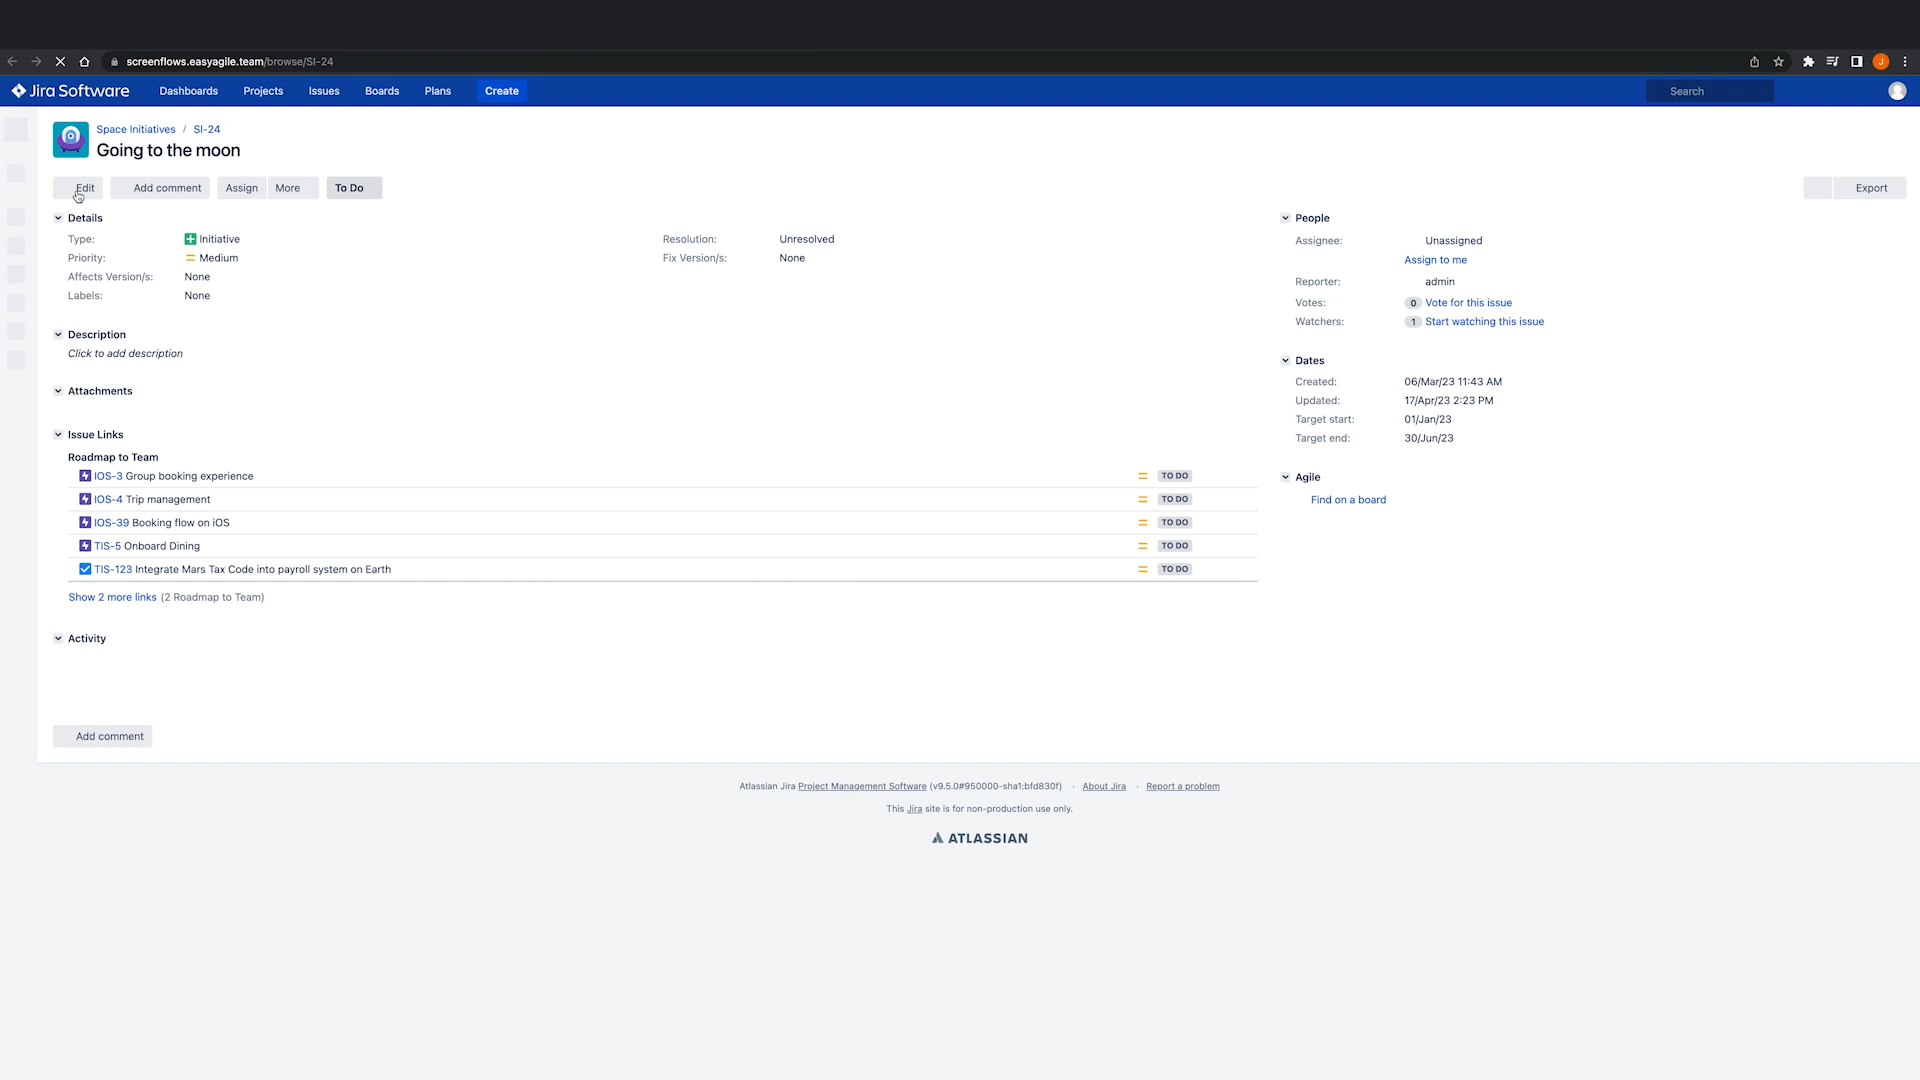 screenflows.easyagile.team/browse/SI-24
J
Jira Software Dashboards Projects Issues Boards Plans Create Search
Space Initiatives / SI-24
Going to the moon
Edit Add comment Assign More To Do Export
Details
Type: Initiative Resolution: Unresolved
Priority: Medium Fix Version/s: None
Affects Version/s: None
Labels: None
Description
Click to add description
Attachments
Issue Links
Roadmap to Team
IOS-3 Group booking experience TO DO
IOS-4 Trip management TO DO
IOS-39 Booking flow on iOS TO DO
TIS-5 Onboard Dining TO DO
TIS-123 Integrate Mars Tax Code into payroll system on Earth TO DO
Show 2 more links (2 Roadmap to Team)
Activity
Add comment
People
Assignee: Unassigned
Assign to me
Reporter: admin
Votes: 0 Vote for this issue
Watchers: 1 Start watching this issue
Dates
Created: 06/Mar/23 11:43 AM
Updated: 17/Apr/23 2:23 PM
Target start: 01/Jan/23
Target end: 30/Jun/23
Agile
Find on a board
Atlassian Jira Project Management Software (v9.5.0#950000-sha1:bfd830f) · About Jira · Report a problem
This Jira site is for non-production use only.
ATLASSIAN